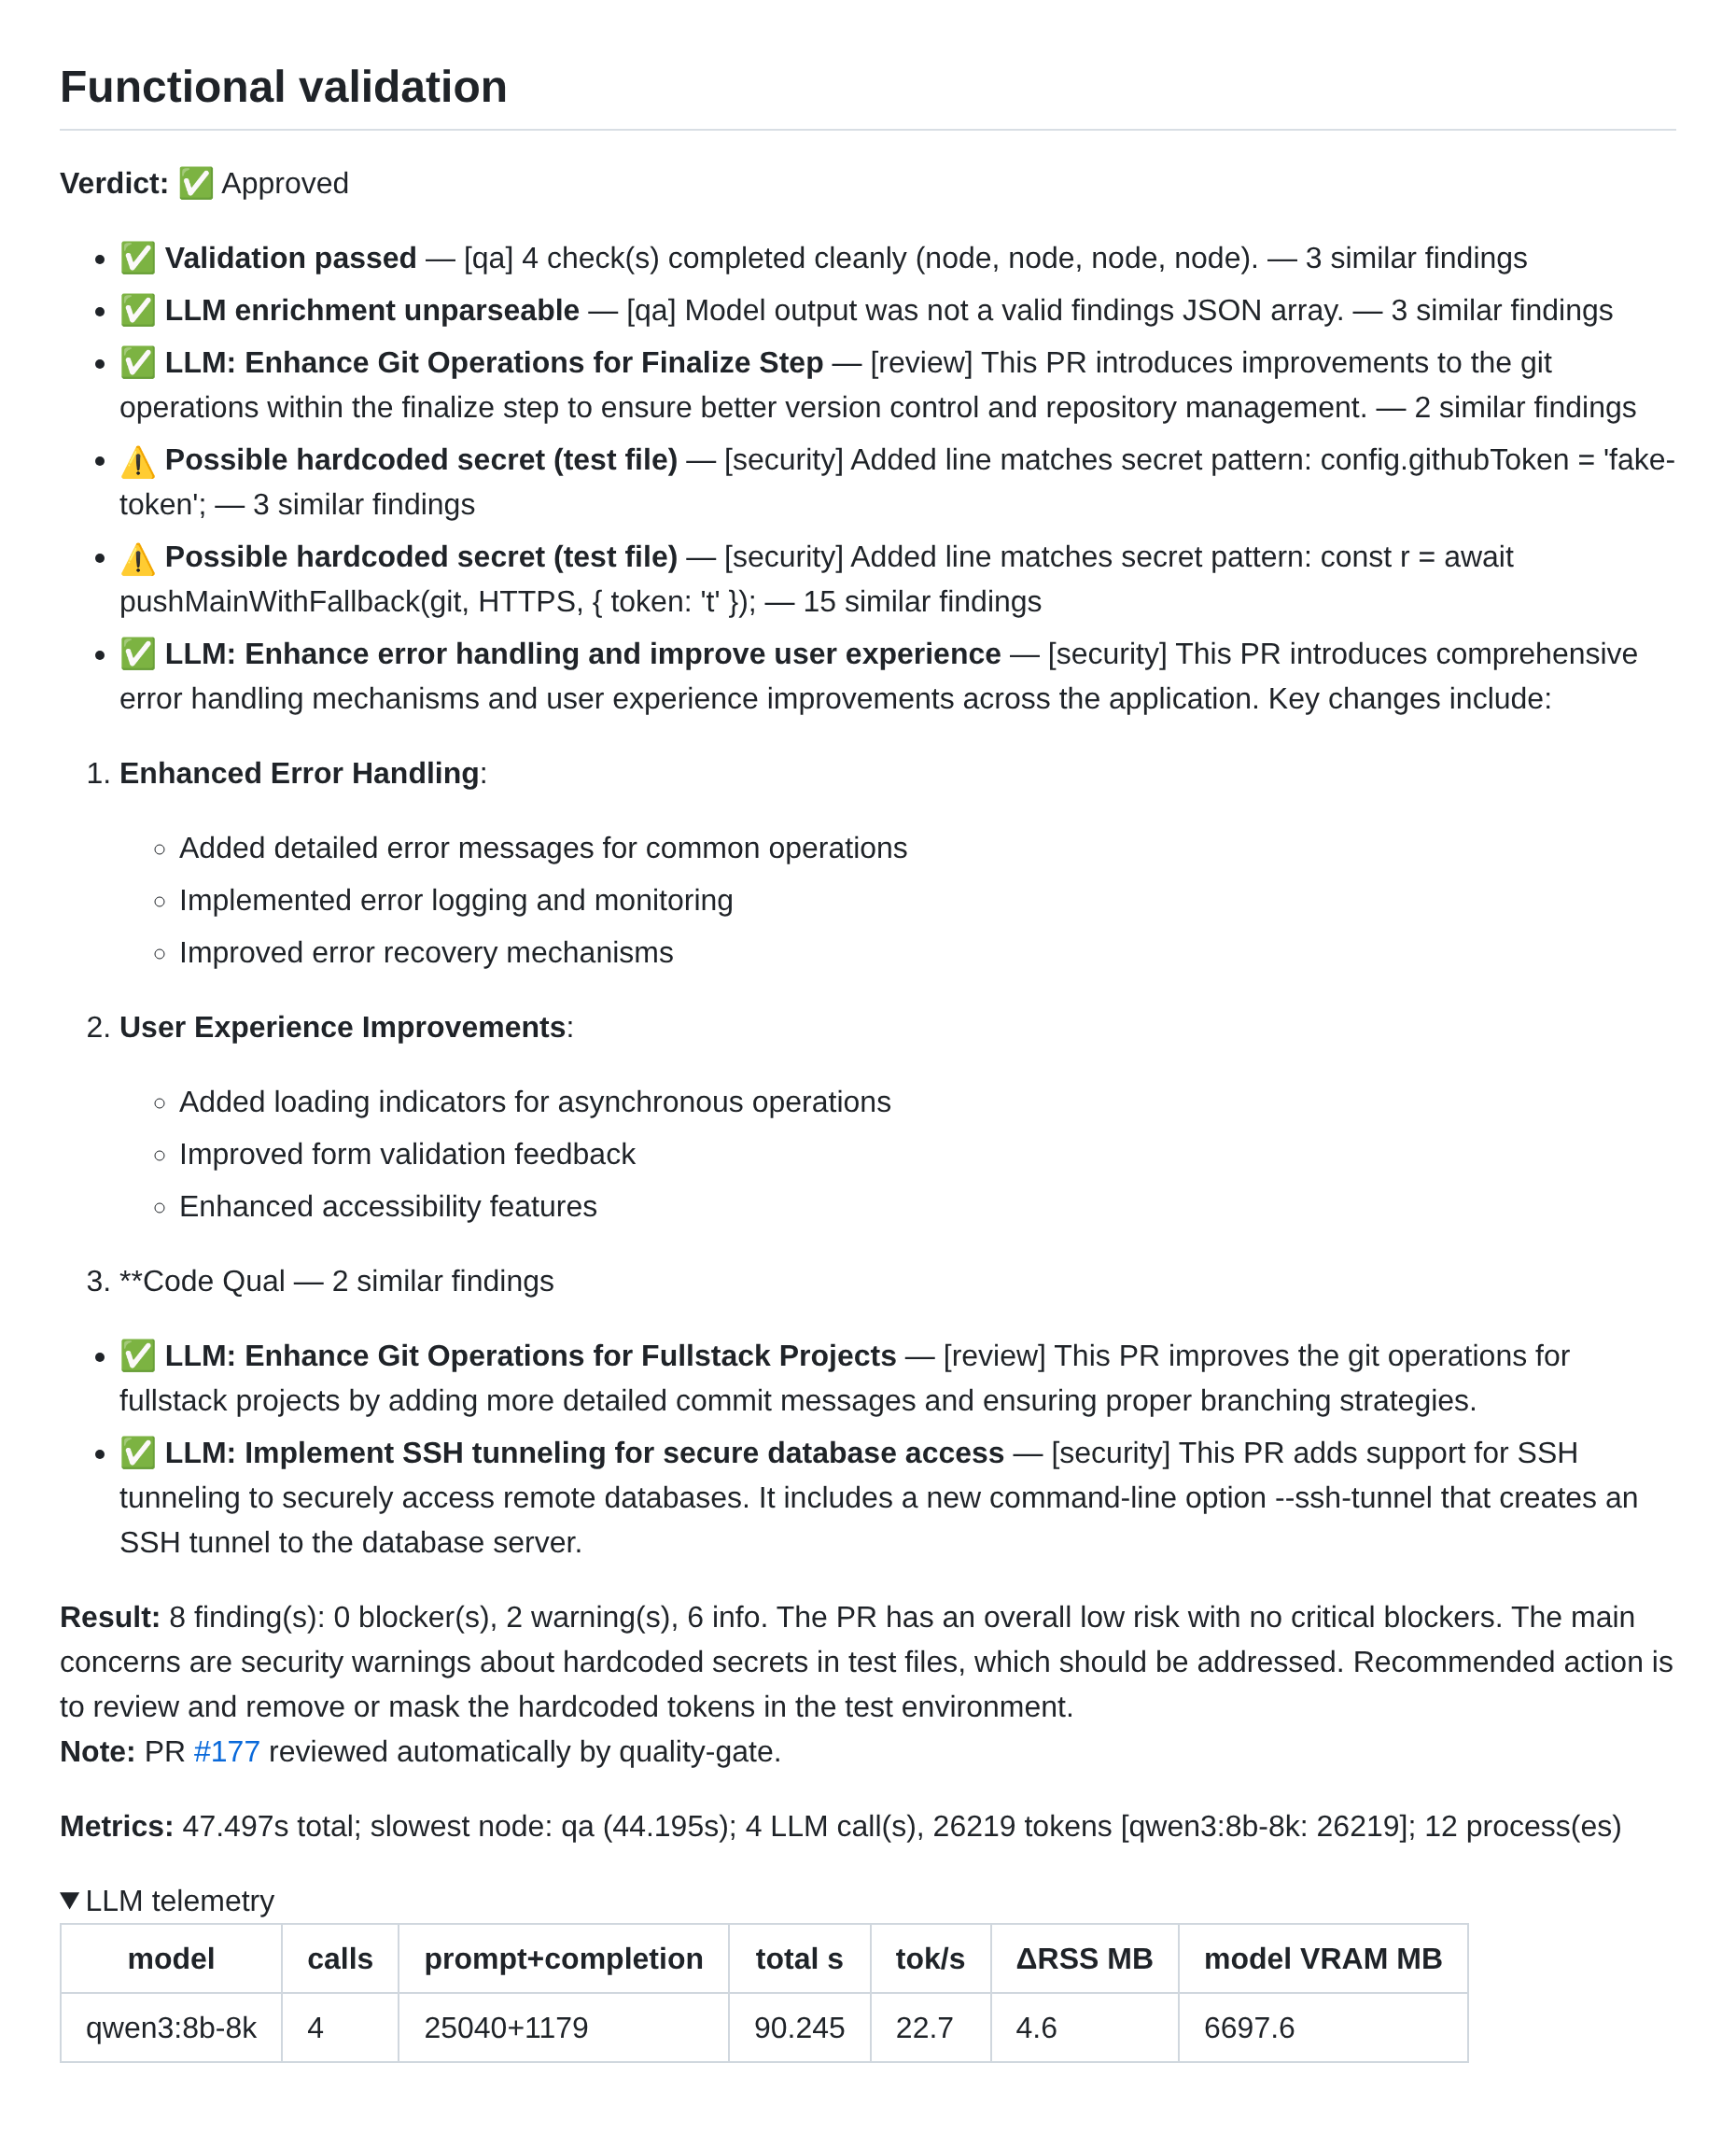 Functional validation
Verdict: ✅ Approved
• ✅ Validation passed — [qa] 4 check(s) completed cleanly (node, node, node, node). — 3 similar findings
• ✅ LLM enrichment unparseable — [qa] Model output was not a valid findings JSON array. — 3 similar findings
• ✅ LLM: Enhance Git Operations for Finalize Step — [review] This PR introduces improvements to the git
operations within the finalize step to ensure better version control and repository management. — 2 similar findings
• ⚠️ Possible hardcoded secret (test file) — [security] Added line matches secret pattern: config.githubToken = 'fake-
token'; — 3 similar findings
• ⚠️ Possible hardcoded secret (test file) — [security] Added line matches secret pattern: const r = await
pushMainWithFallback(git, HTTPS, { token: 't' }); — 15 similar findings
• ✅ LLM: Enhance error handling and improve user experience — [security] This PR introduces comprehensive
error handling mechanisms and user experience improvements across the application. Key changes include:
1. Enhanced Error Handling:
○ Added detailed error messages for common operations
○ Implemented error logging and monitoring
○ Improved error recovery mechanisms
2. User Experience Improvements:
○ Added loading indicators for asynchronous operations
○ Improved form validation feedback
○ Enhanced accessibility features
3. **Code Qual — 2 similar findings
• ✅ LLM: Enhance Git Operations for Fullstack Projects — [review] This PR improves the git operations for
fullstack projects by adding more detailed commit messages and ensuring proper branching strategies.
• ✅ LLM: Implement SSH tunneling for secure database access — [security] This PR adds support for SSH
tunneling to securely access remote databases. It includes a new command-line option --ssh-tunnel that creates an
SSH tunnel to the database server.
Result: 8 finding(s): 0 blocker(s), 2 warning(s), 6 info. The PR has an overall low risk with no critical blockers. The main
concerns are security warnings about hardcoded secrets in test files, which should be addressed. Recommended action is
to review and remove or mask the hardcoded tokens in the test environment.
Note: PR #177 reviewed automatically by quality-gate.
Metrics: 47.497s total; slowest node: qa (44.195s); 4 LLM call(s), 26219 tokens [qwen3:8b-8k: 26219]; 12 process(es)
▼ LLM telemetry
model calls prompt+completion total s tok/s ΔRSS MB model VRAM MB
qwen3:8b-8k 4 25040+1179 90.245 22.7 4.6 6697.6